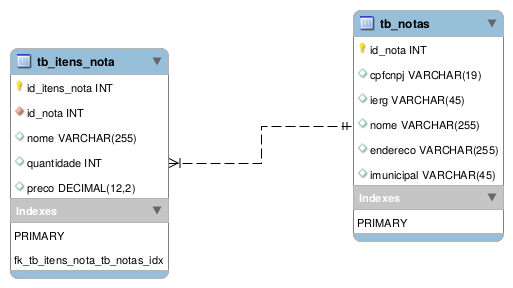 tb_itens_nota
id_itens_nota INT
id_nota INT
nome VARCHAR(255)
quantidade INT
preco DECIMAL(12,2)
Indexes
PRIMARY
fk_tb_itens_nota_tb_notas_idx
tb_notas
id_nota INT
cpfcnpj VARCHAR(19)
ierg VARCHAR(45)
nome VARCHAR(255)
endereco VARCHAR(255)
imunicipal VARCHAR(45)
Indexes
PRIMARY